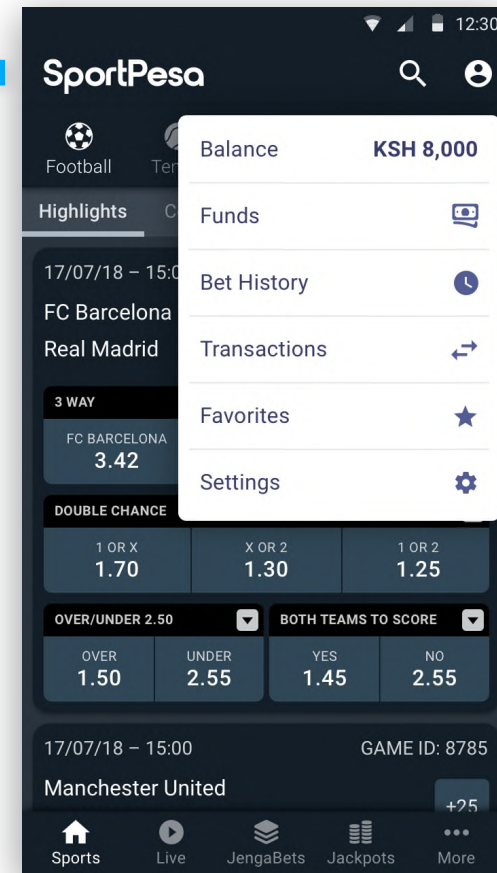 12:30
SportPesa
Football
Ten
Balance KSH 8,000
Highlights C
Funds
17/07/18 – 15:0
Bet History
FC Barcelona
Real Madrid
Transactions
3 WAY
Favorites
FC BARCELONA
3.42
Settings
DOUBLE CHANCE
1 OR X X OR 2 1 OR 2
1.70 1.30 1.25
OVER/UNDER 2.50 BOTH TEAMS TO SCORE
OVER UNDER YES NO
1.50 2.55 1.45 2.55
17/07/18 – 15:00 GAME ID: 8785
Manchester United
+25
Sports Live JengaBets Jackpots More